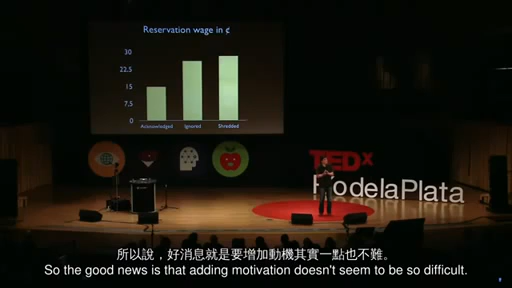 Reservation wage in ¢
30
22.5
15
7.5
0
Acknowledged Ignored Shredded
TEDx
RiodelaPlata
所以說，好消息就是要增加動機其實一點也不難。
So the good news is that adding motivation doesn't seem to be so difficult.